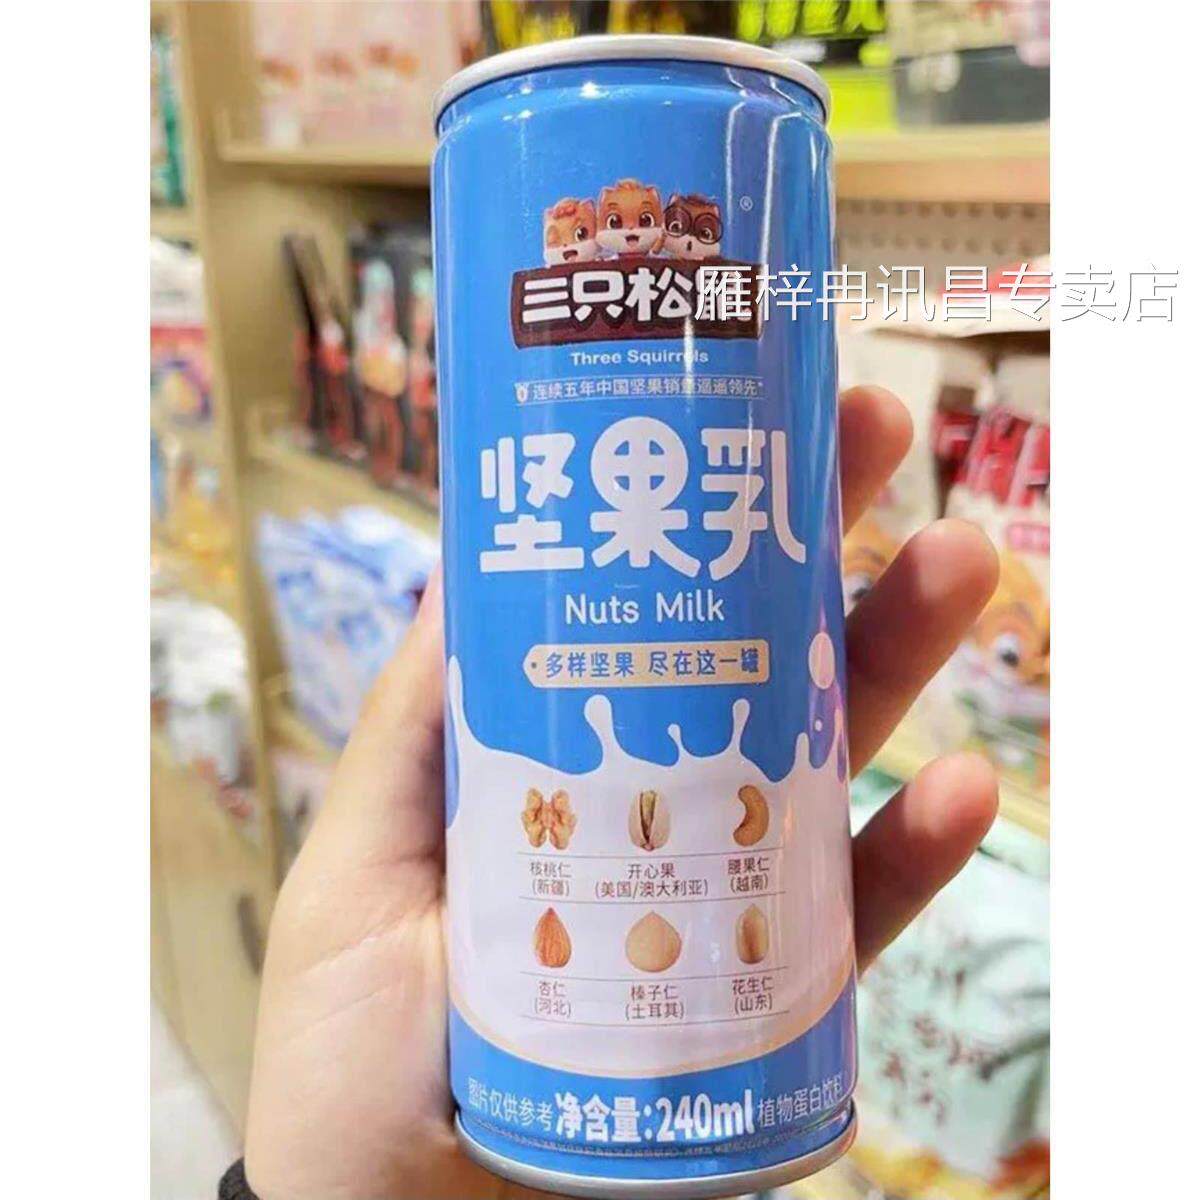 ®
三只松鼠
雁梓冉讯昌专卖店
Three Squirrels
连续五年中国坚果销量遥遥领先*
坚果乳
Nuts Milk
多样坚果 尽在这一罐
核桃仁 开心果 腰果仁
(新疆) (美国/澳大利亚) (越南)
杏仁 榛子仁 花生仁
(河北) (土耳其) (山东)
图片仅供参考 净含量:240ml 植物蛋白饮料